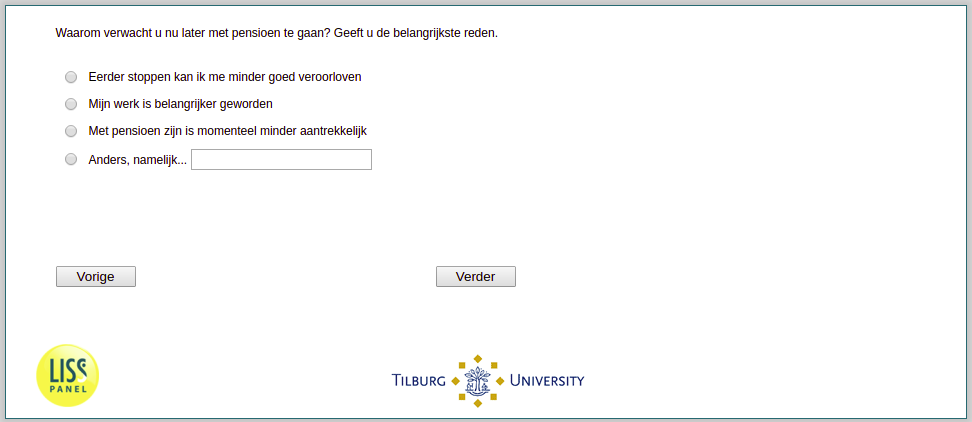 Waarom verwacht u nu later met pensioen te gaan? Geeft u de belangrijkste reden.
Eerder stoppen kan ik me minder goed veroorloven
Mijn werk is belangrijker geworden
Met pensioen zijn is momenteel minder aantrekkelijk
Anders, namelijk...
Vorige
Verder
LISS
PANEL
TILBURG UNIVERSITY